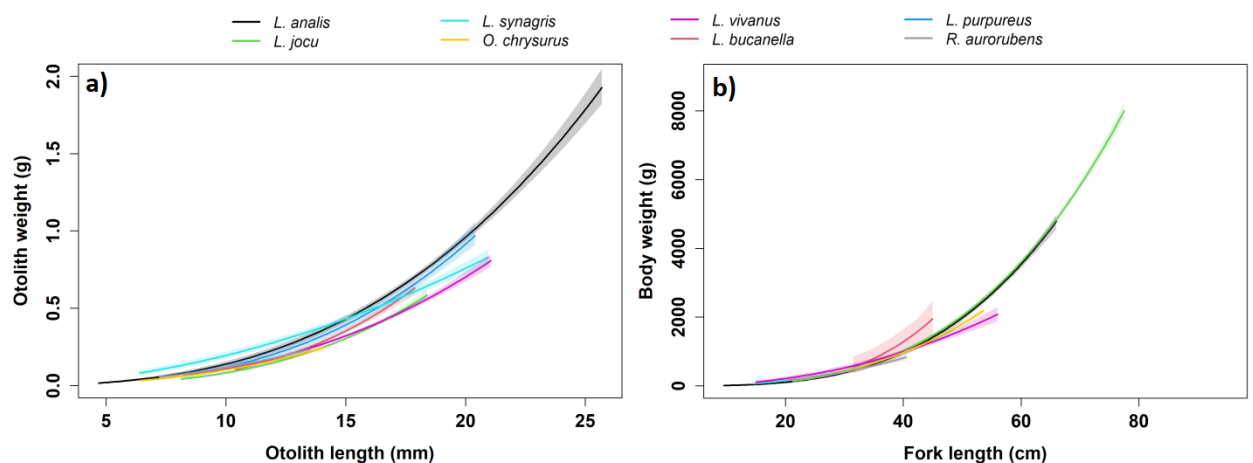 L. analis L. synagris L. vivanus L. purpureus
L. jocu O. chrysurus L. bucanella R. aurorubens
a)
Otolith weight (g)
0.0 0.5 1.0 1.5 2.0
5 10 15 20 25
Otolith length (mm)
b)
Body weight (g)
0 2000 4000 6000 8000
20 40 60 80
Fork length (cm)